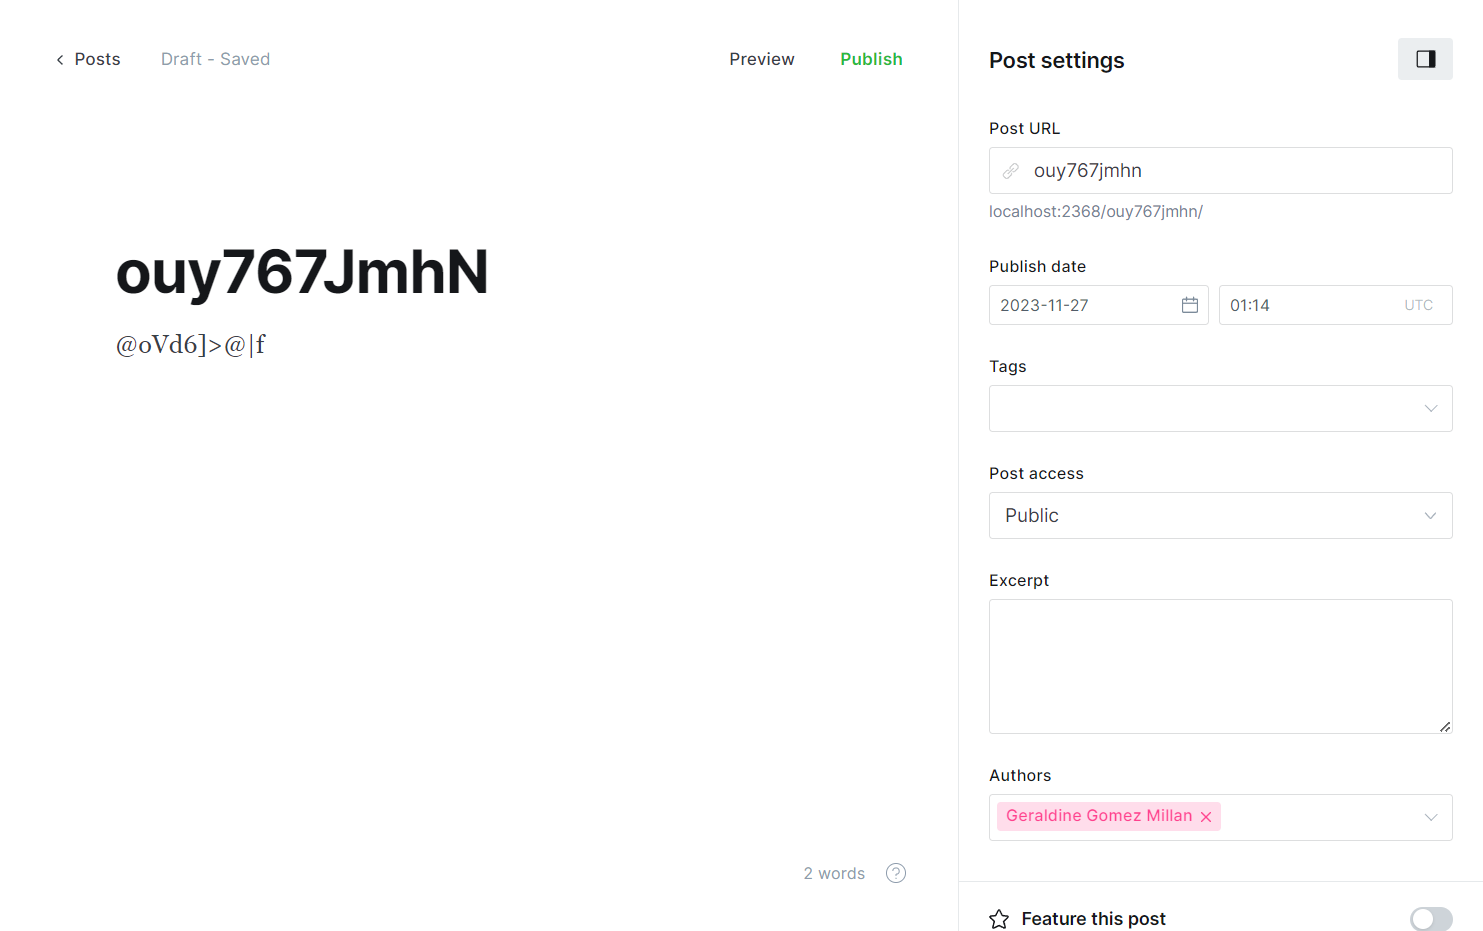 Posts
Draft - Saved
Preview
Publish
ouy767JmhN
@oVd6]>@|f
2 words
?
Post settings
Post URL
ouy767jmhn
localhost:2368/ouy767jmhn/
Publish date
2023-11-27
01:14 UTC
Tags
Post access
Public
Excerpt
Authors
Geraldine Gomez Millan
Feature this post